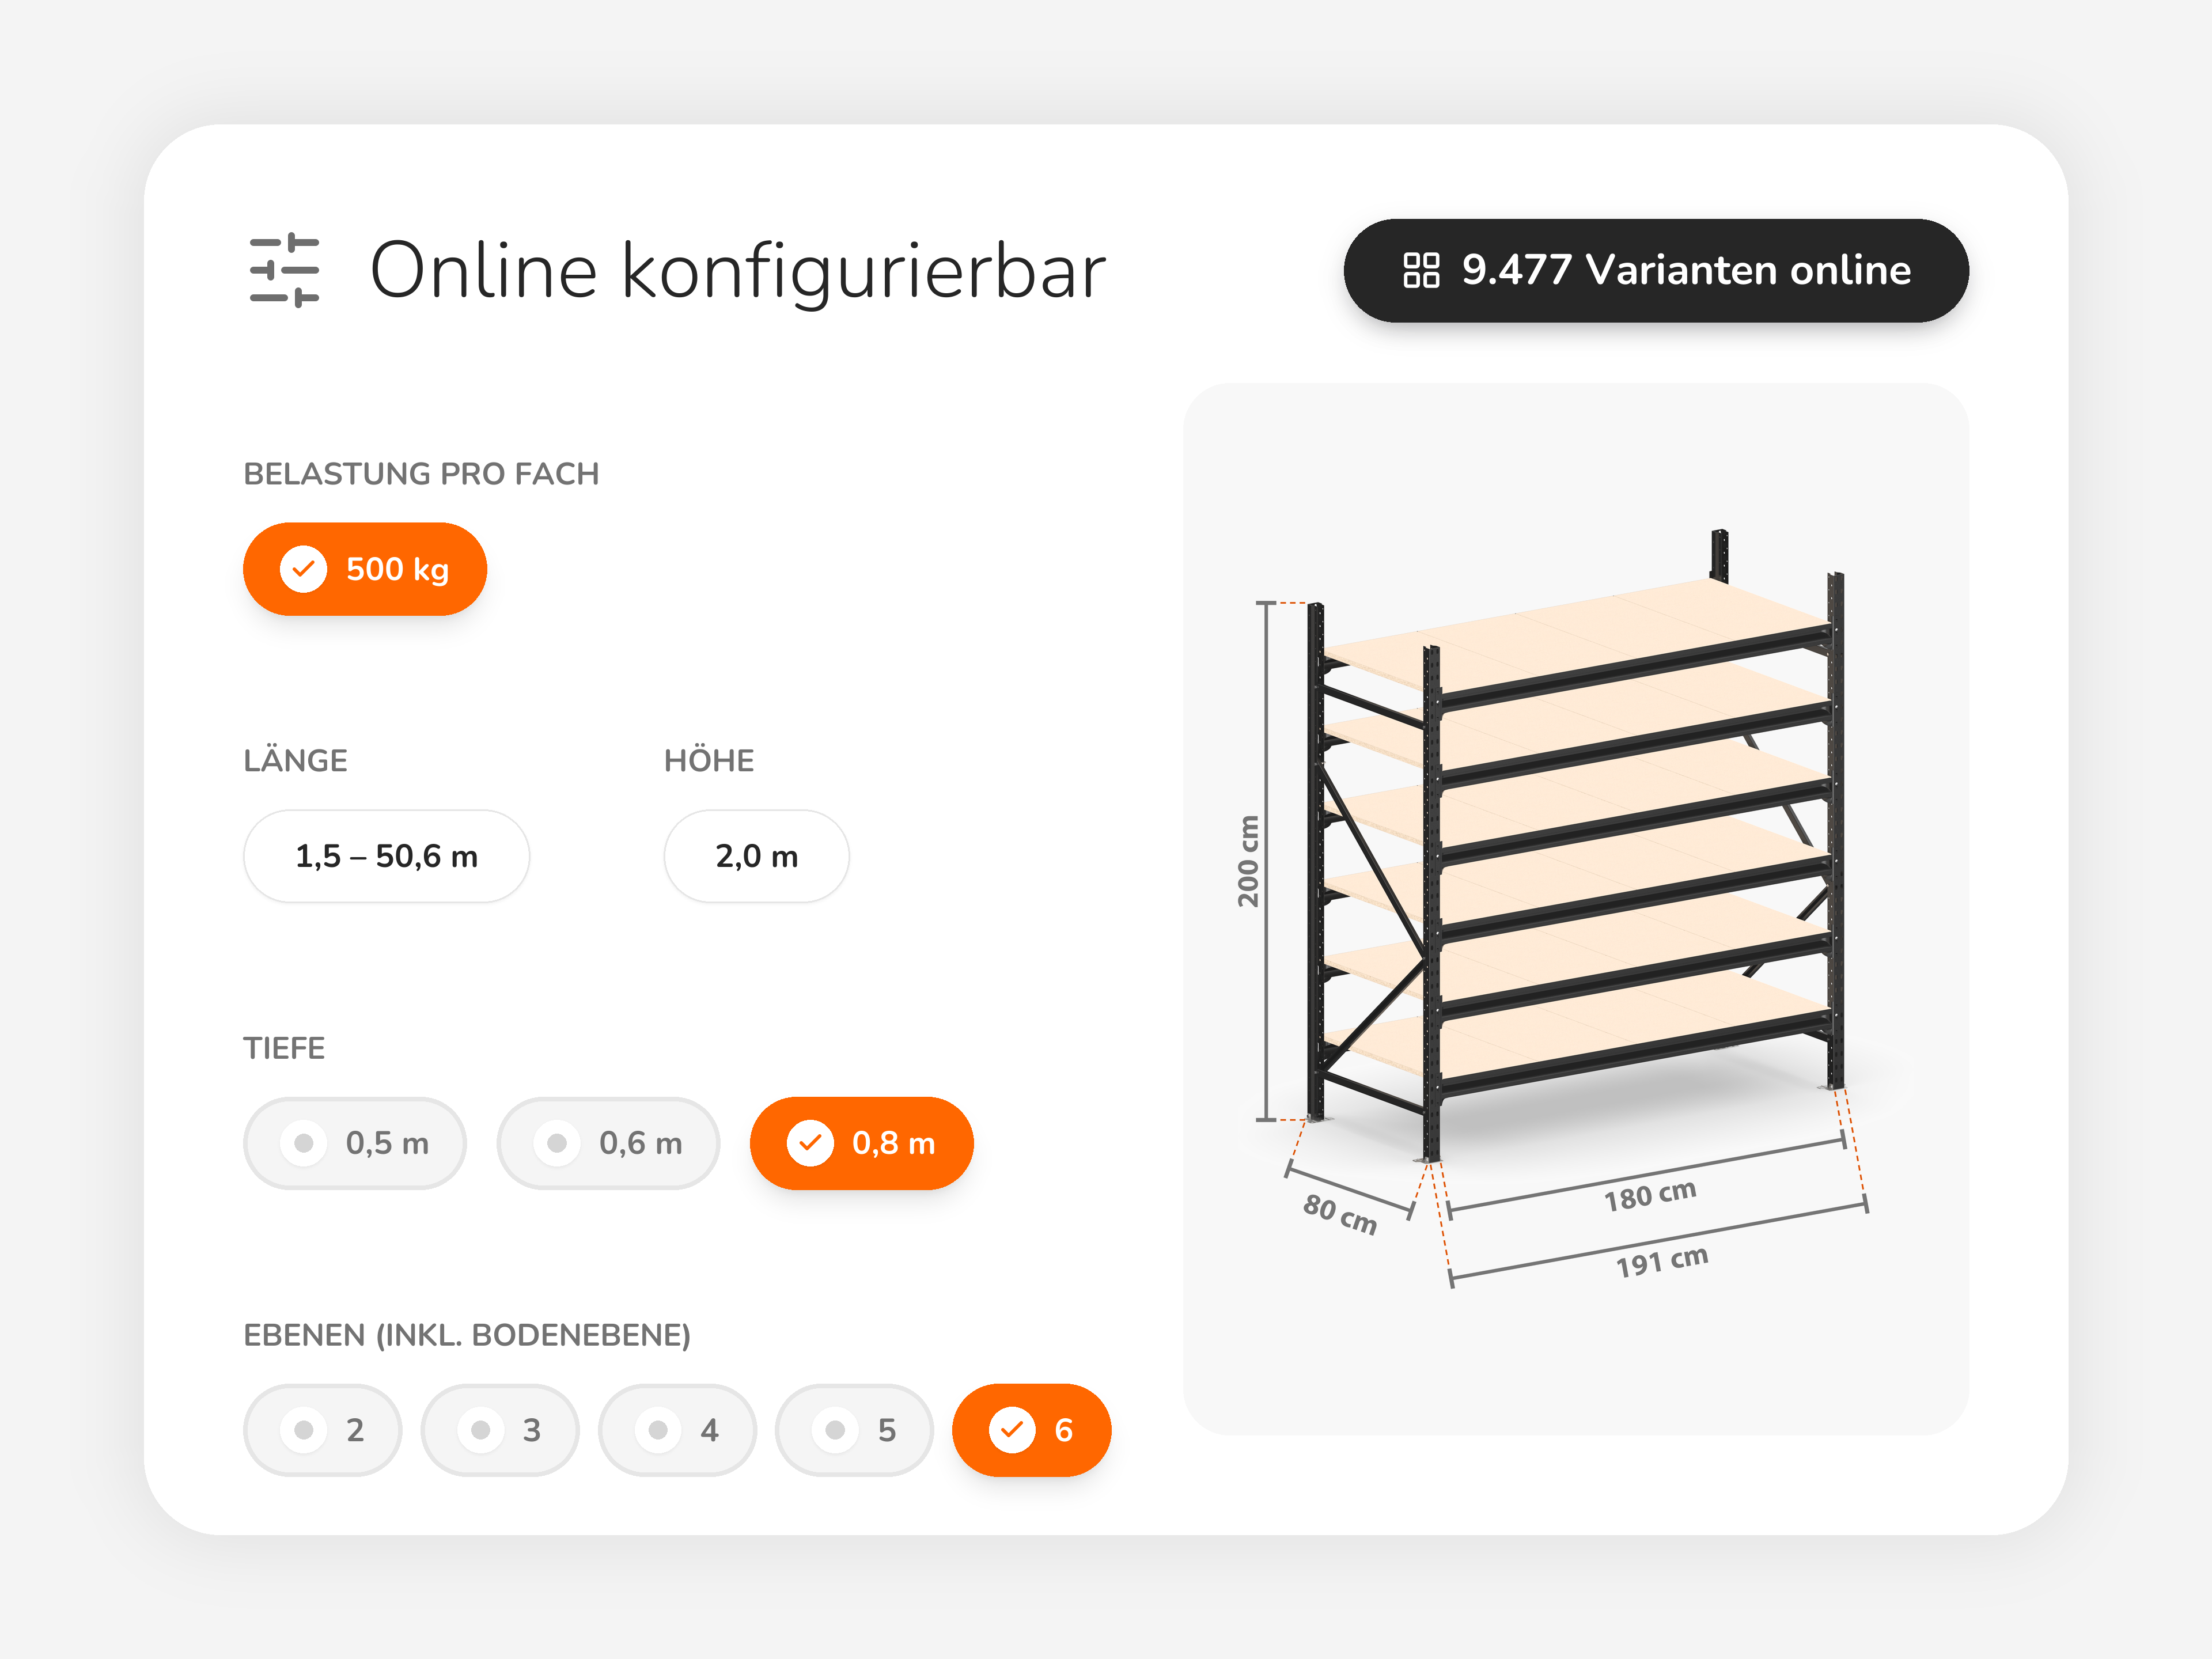 Online konfigurierbar
9.477 Varianten online
BELASTUNG PRO FACH
500 kg
LÄNGE
HÖHE
1,5 – 50,6 m
2,0 m
TIEFE
0,5 m
0,6 m
0,8 m
EBENEN (INKL. BODENEBENE)
2
3
4
5
6
200 cm
80 cm
180 cm
191 cm